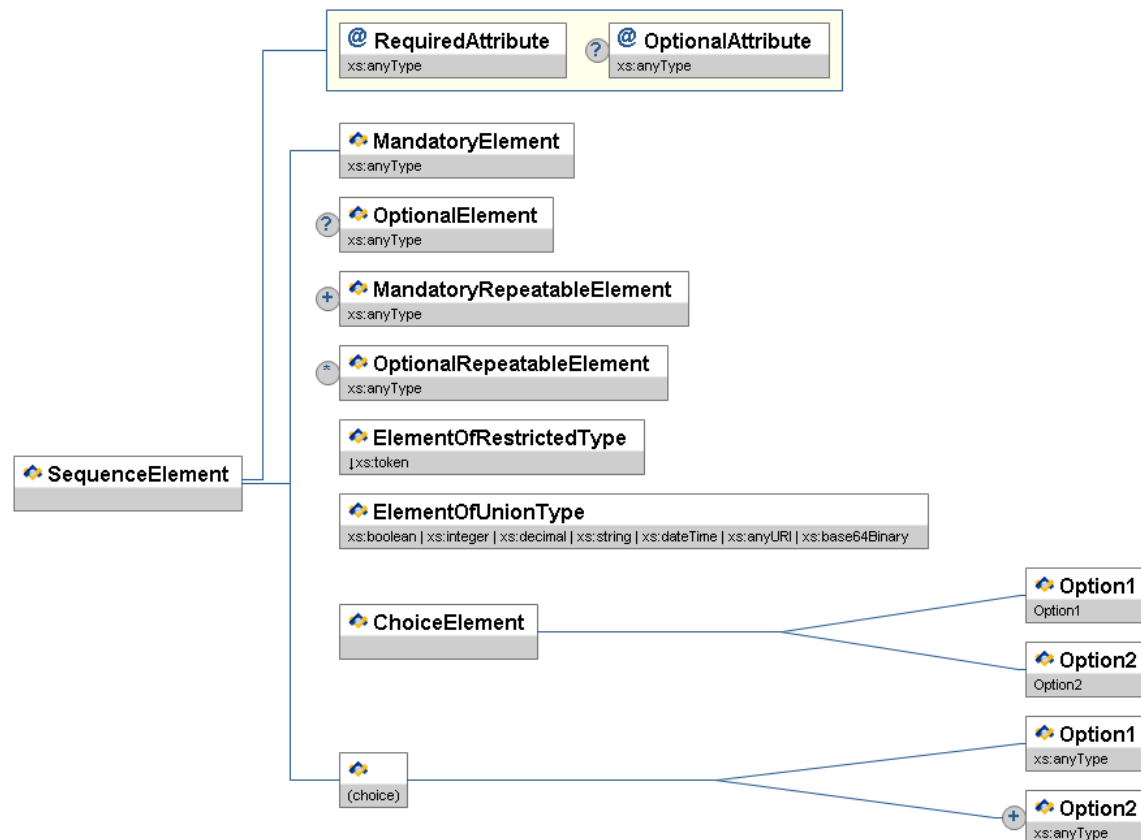 @ RequiredAttribute
xs:anyType
? @ OptionalAttribute
xs:anyType
MandatoryElement
xs:anyType
? OptionalElement
xs:anyType
+ MandatoryRepeatableElement
xs:anyType
* OptionalRepeatableElement
xs:anyType
ElementOfRestrictedType
↓xs:token
SequenceElement
ElementOfUnionType
xs:boolean | xs:integer | xs:decimal | xs:string | xs:dateTime | xs:anyURI | xs:base64Binary
ChoiceElement
Option1
Option1
Option2
Option2
(choice)
Option1
xs:anyType
+ Option2
xs:anyType